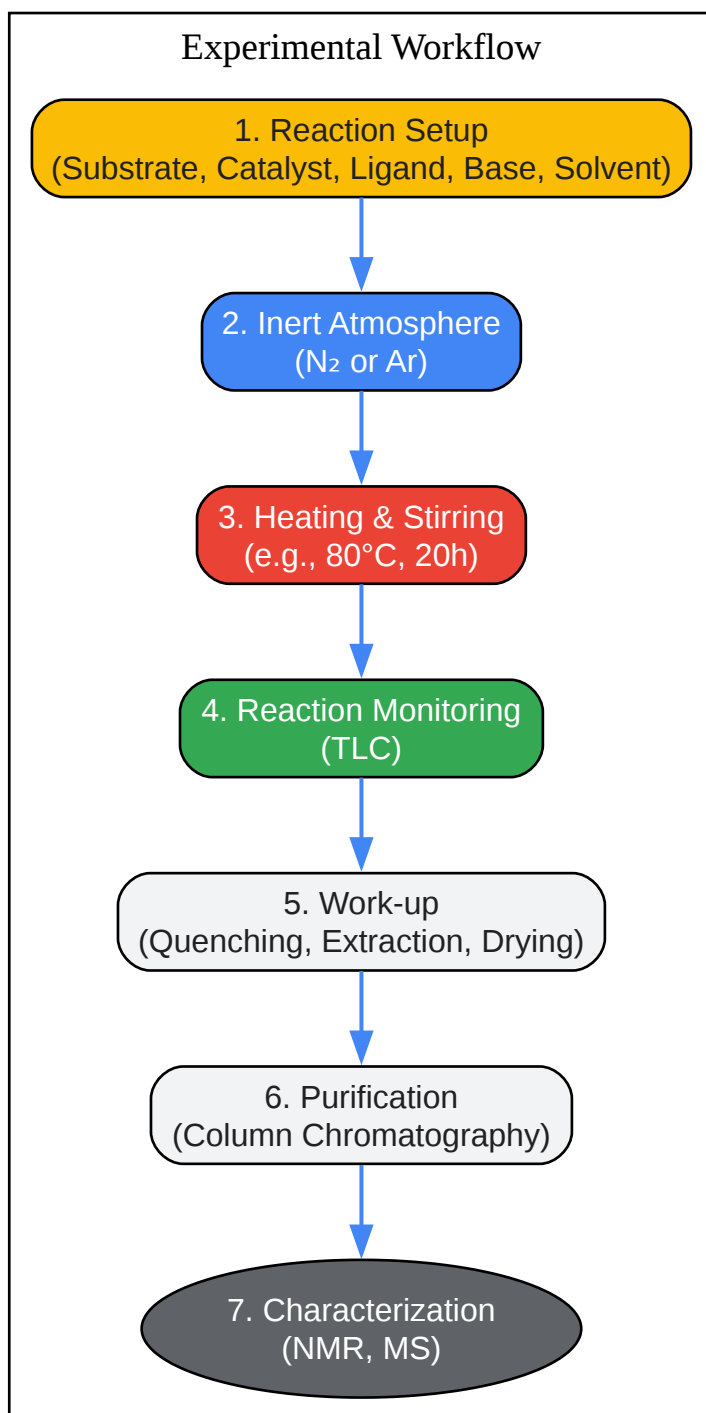 Experimental Workflow
1. Reaction Setup
(Substrate, Catalyst, Ligand, Base, Solvent)
2. Inert Atmosphere
(N₂ or Ar)
3. Heating & Stirring
(e.g., 80°C, 20h)
4. Reaction Monitoring
(TLC)
5. Work-up
(Quenching, Extraction, Drying)
6. Purification
(Column Chromatography)
7. Characterization
(NMR, MS)